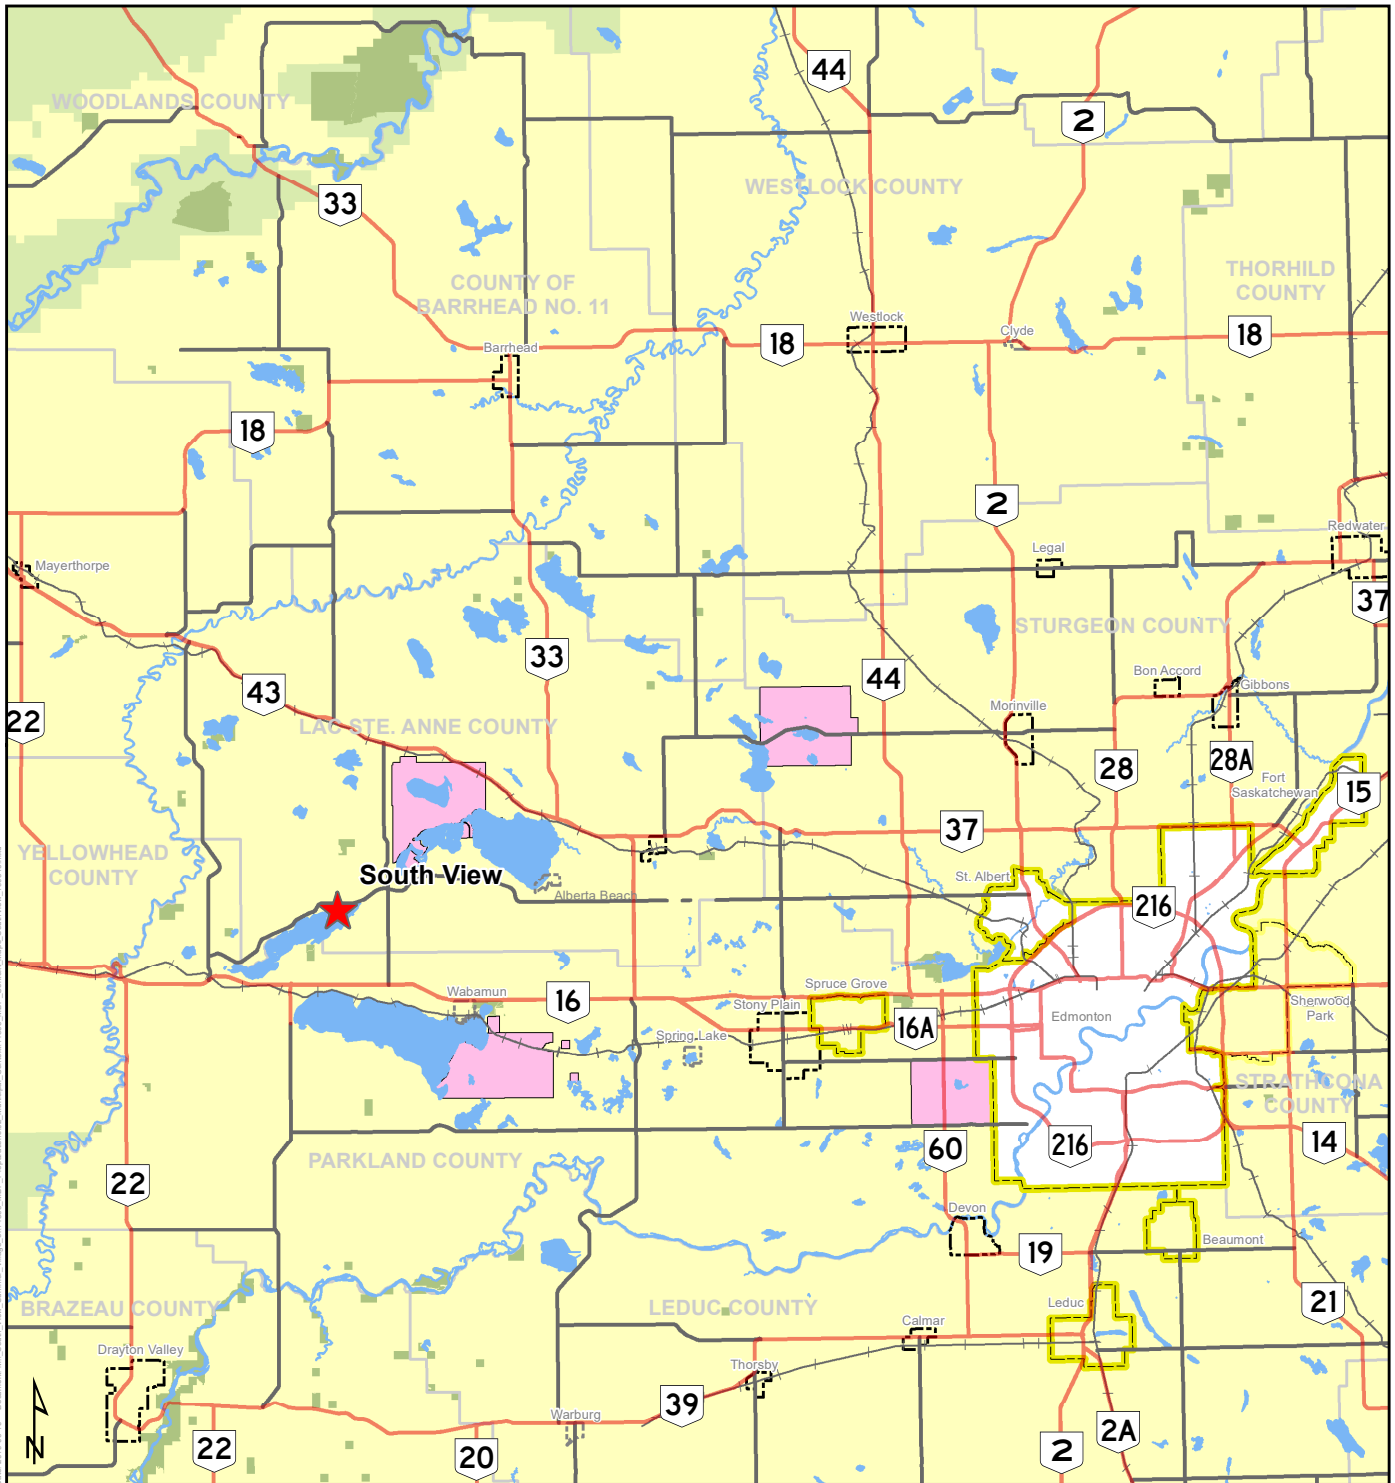 44
2
WOODLANDS COUNTY
WESTLOCK COUNTY
33
THORHILD
COUNTY
COUNTY OF
BARRHEAD NO. 11
Westlock
Clyde
18
18
Barrhead
18
2
Redwater
Legal
Mayerthorpe
37
STURGEON COUNTY
33
Bon Accord
44
Gibbons
43
22
Morinville
LAC STE. ANNE COUNTY
28A
28
Fort
Saskatchewan
15
37
YELLOWHEAD
COUNTY
South View
St. Albert
Alberta Beach
216
Wabamun
Spruce Grove
16
Stony Plain
Sherwood
Park
Edmonton
16A
Spring Lake
STRATHCONA
COUNTY
216
14
60
PARKLAND COUNTY
22
Devon
Beaumont
19
BRAZEAU COUNTY
LEDUC COUNTY
Leduc
21
Calmar
Drayton Valley
Thorsby
39
Warburg
2A
N
22
20
2